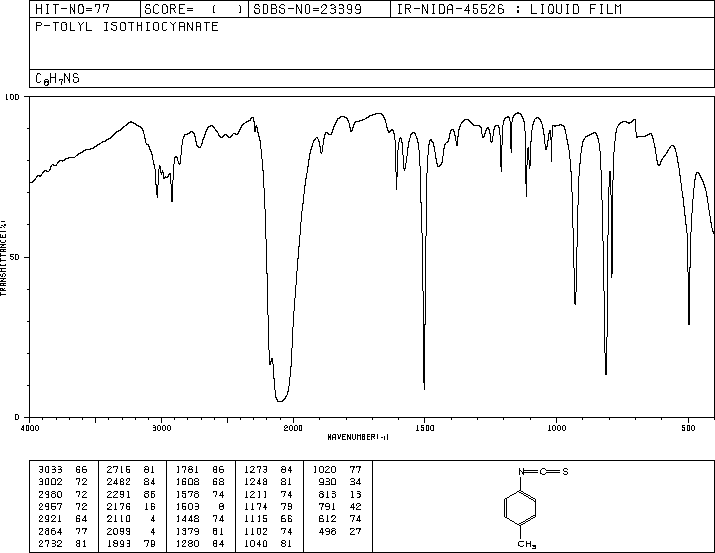 HIT-NO=77 SCORE= ( ) SDBS-NO=23399 IR-NIDA-45526 : LIQUID FILM
P-TOLYL ISOTHIOCYANATE
C8H7NS
100
50
0
TRANSMITTANCE(%)
4000 3000 2000 1500 1000 500
WAVENUMBER(-1)
3033 66 2716 81 1781 86 1273 84 1020 77
3002 72 2482 84 1608 68 1248 81 930 34
2980 72 2291 86 1578 74 1211 74 813 13
2957 72 2176 16 1503 8 1174 79 791 42
2921 64 2110 4 1448 74 1115 66 612 74
2864 77 2099 4 1379 81 1102 74 498 27
2732 81 1893 79 1280 84 1040 81
N C S
CH3